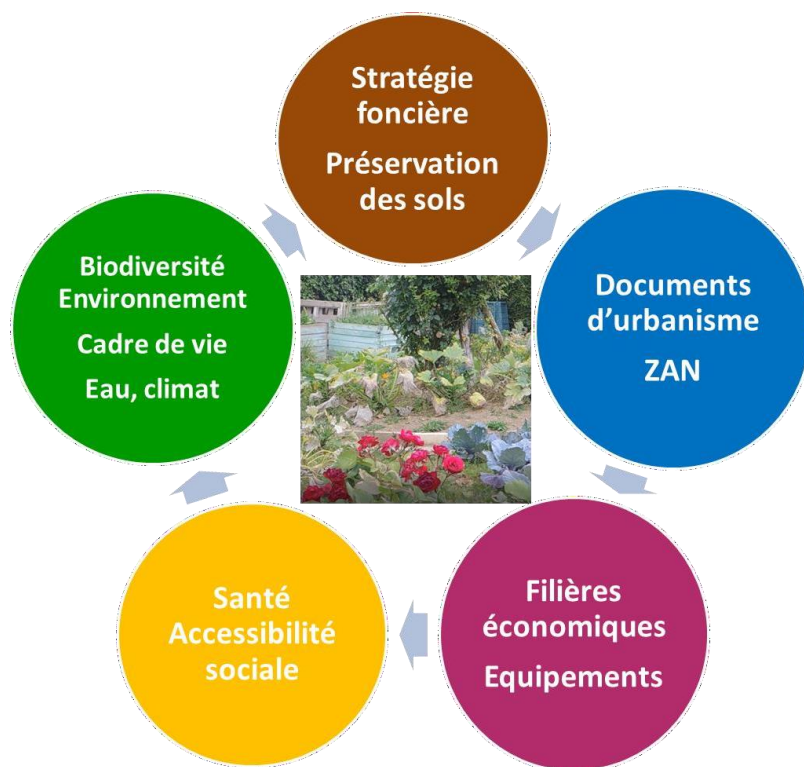 Stratégie
foncière
Préservation
des sols
Documents
d’urbanisme
ZAN
Filières
économiques
Equipements
Santé
Accessibilité
sociale
Biodiversité
Environnement
Cadre de vie
Eau, climat